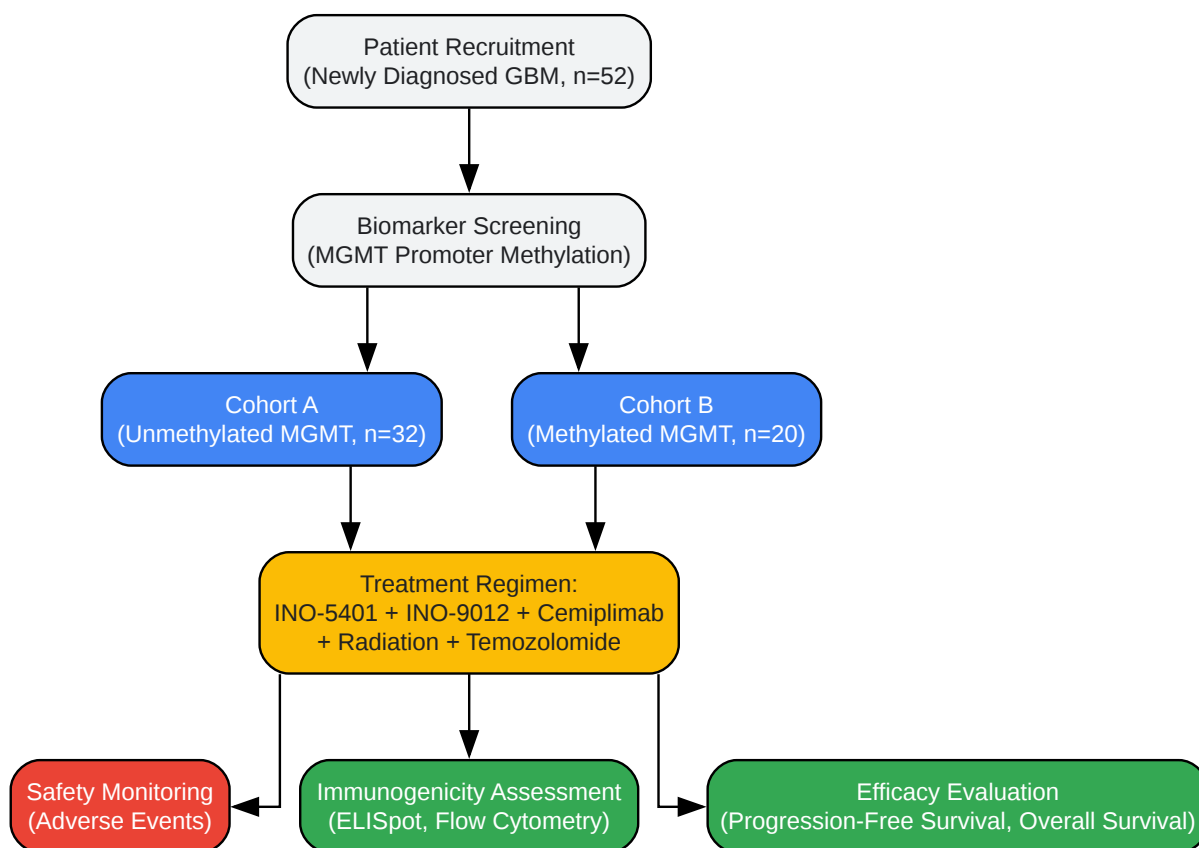 Patient Recruitment
(Newly Diagnosed GBM, n=52)
Biomarker Screening
(MGMT Promoter Methylation)
Cohort A
(Unmethylated MGMT, n=32)
Cohort B
(Methylated MGMT, n=20)
Treatment Regimen:
INO-5401 + INO-9012 + Cemiplimab
+ Radiation + Temozolomide
Safety Monitoring
(Adverse Events)
Immunogenicity Assessment
(ELISpot, Flow Cytometry)
Efficacy Evaluation
(Progression-Free Survival, Overall Survival)